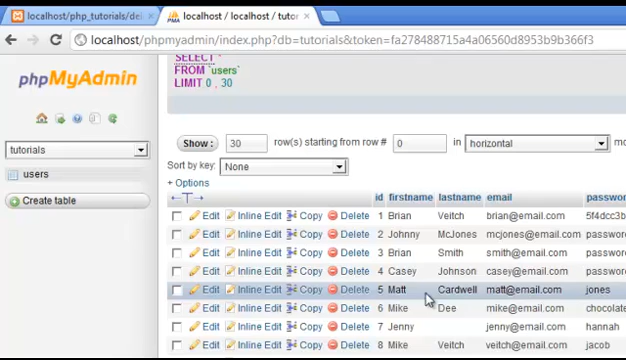 localhost/php_tutorials/del
localhost / localhost / tutor
localhost/phpmyadmin/index.php?db=tutorials&token=fa278488715a4a06560d8953b9b366f3
phpMyAdmin
SELECT *
FROM `users`
LIMIT 0 , 30
Show : 30 row(s) starting from row # 0 in horizontal
tutorials
Sort by key: None
users
+ Options
Create table
id firstname lastname email passwor
Edit Inline Edit Copy Delete 1 Brian Veitch brian@email.com 5f4dcc3b
Edit Inline Edit Copy Delete 2 Johnny McJones mcjones@email.com password
Edit Inline Edit Copy Delete 3 Brian Smith smith@email.com password
Edit Inline Edit Copy Delete 4 Casey Johnson casey@email.com password
Edit Inline Edit Copy Delete 5 Matt Cardwell matt@email.com jones
Edit Inline Edit Copy Delete 6 Mike Dee mike@email.com chocolate
Edit Inline Edit Copy Delete 7 Jenny jenny@email.com hannah
Edit Inline Edit Copy Delete 8 Mike Veitch veitch@email.com jacob